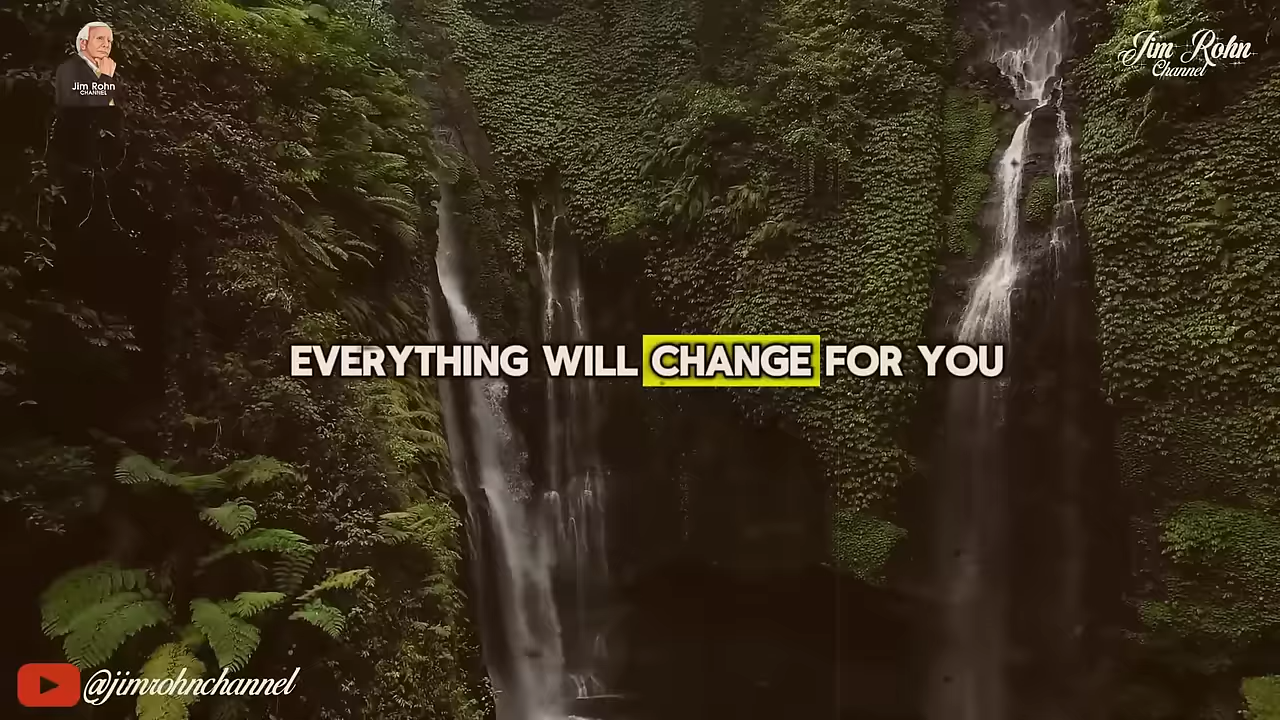 Jim Rohn
CHANNEL
Jim Rohn
Channel
EVERYTHING WILL CHANGE FOR YOU
@jimrohnchannel